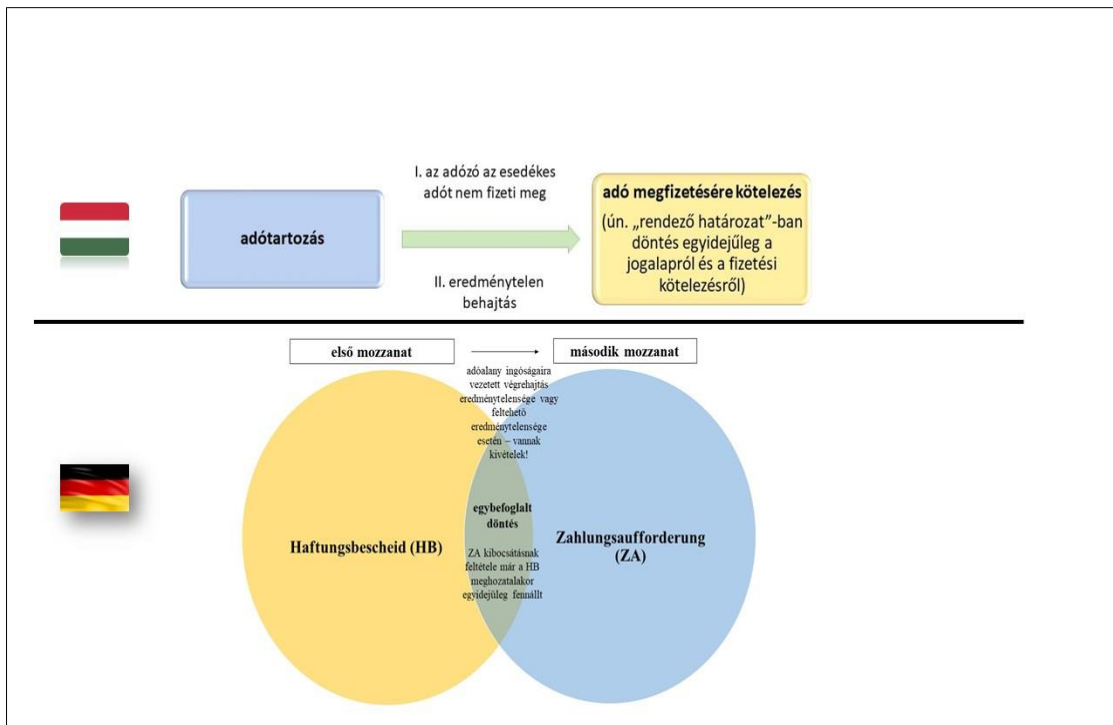 I. az adózó az esedékes
adót nem fizeti meg
adótartozás
II. eredménytelen
behajtás
adó megfizetésére kötelezés
(ún. „rendező határozat”-ban
döntés egyidejűleg a
jogalapról és a fizetési
kötelezésről)
első mozzanat
második mozzanat
adóalany ingóságaira
vezetett végrehajtás
eredménytelensége vagy
feltehető
eredménytelensége
esetén – vannak
kivételek!
Haftungsbescheid (HB)
egybefoglalt
döntés
ZA kibocsátásnak
feltétele már a HB
meghozatalakor
egyidejűleg fennállt
Zahlungsaufforderung
(ZA)